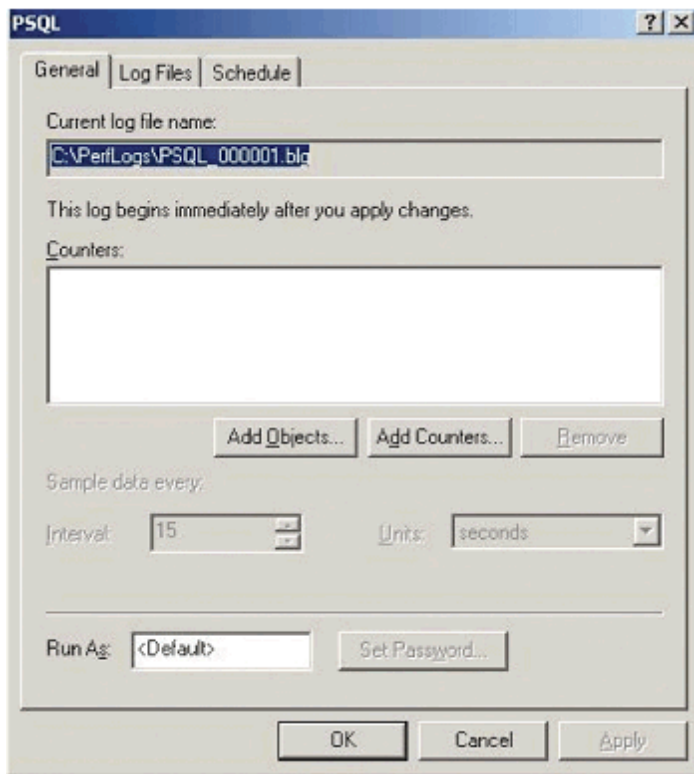 PSQL
General Log Files Schedule
Current log file name:
C:\PerfLogs\PSQL_000001.blg
This log begins immediately after you apply changes.
Counters:
Add Objects... Add Counters... Remove
Sample data every:
Interval: 15 Units: seconds
Run As: <Default> Set Password...
OK Cancel Apply